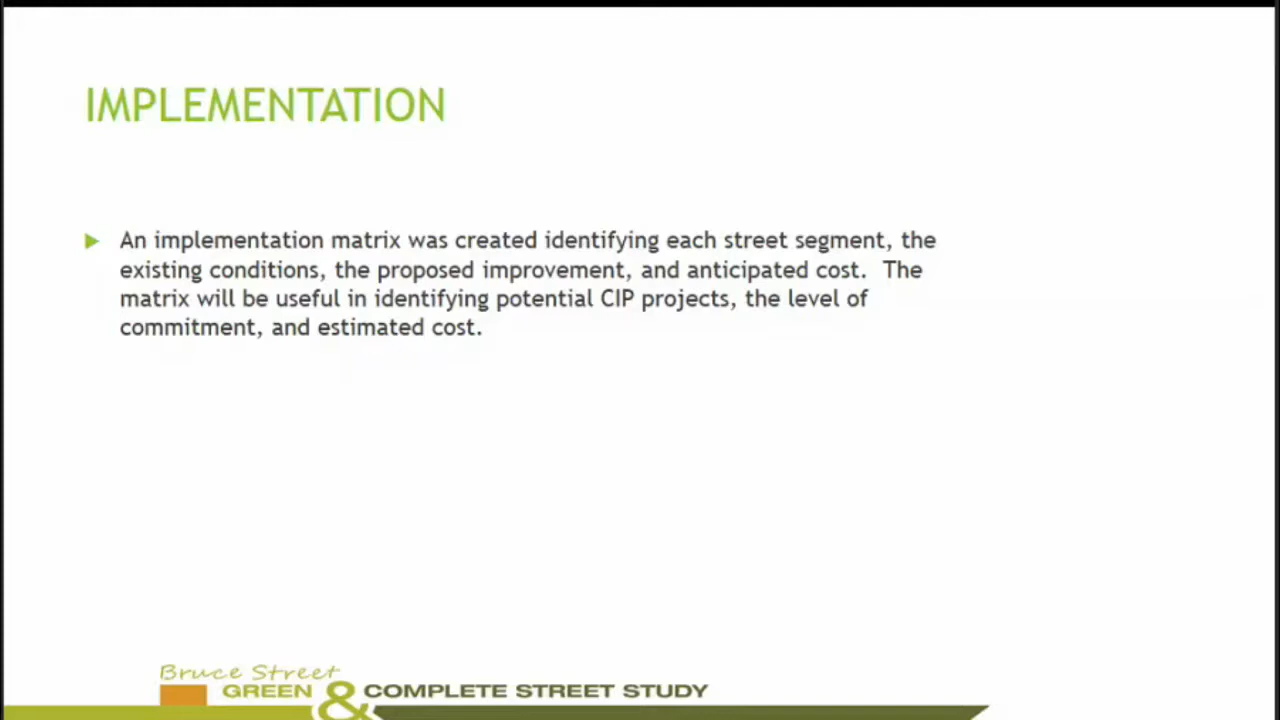 IMPLEMENTATION
An implementation matrix was created identifying each street segment, the
existing conditions, the proposed improvement, and anticipated cost.  The
matrix will be useful in identifying potential CIP projects, the level of
commitment, and estimated cost.
Bruce Street
GREEN & COMPLETE STREET STUDY